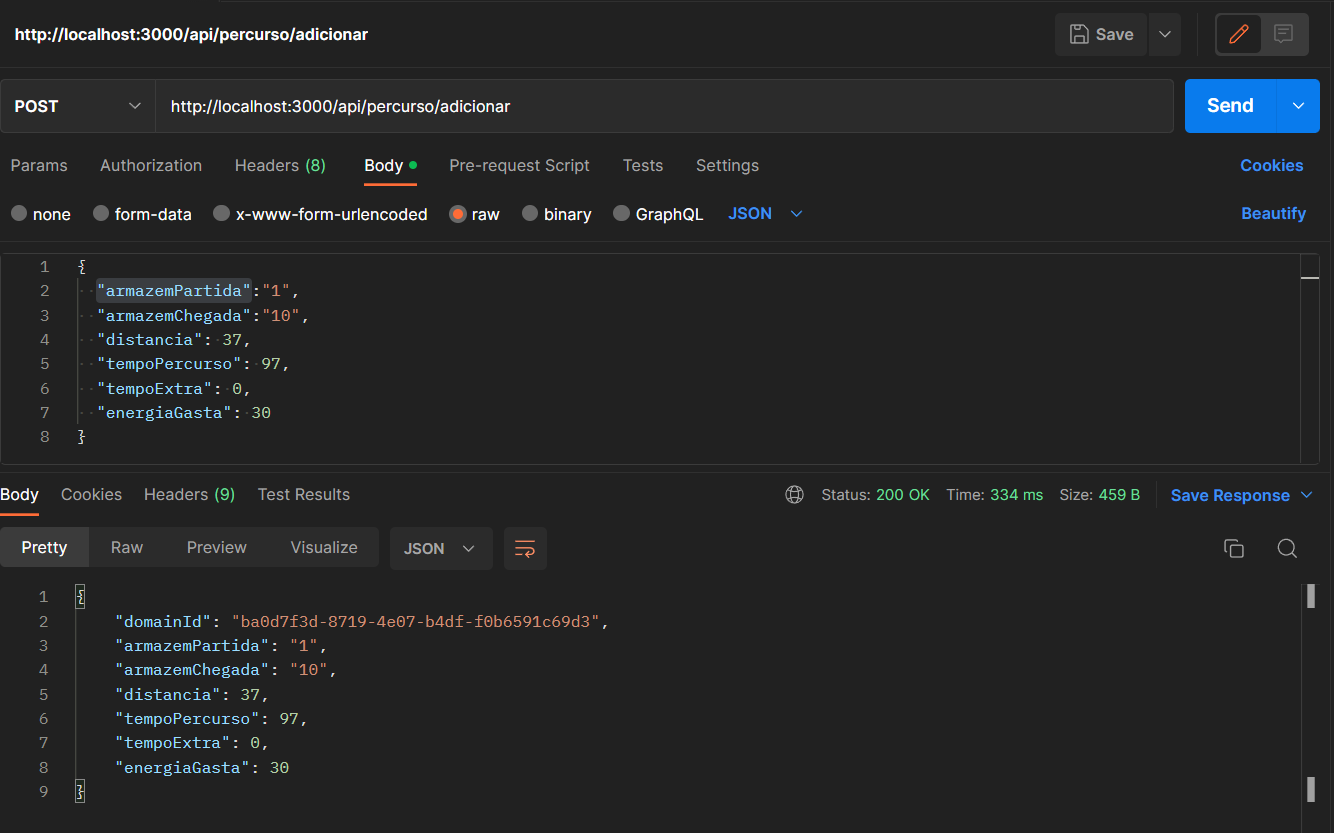 http://localhost:3000/api/percurso/adicionar Save
POST http://localhost:3000/api/percurso/adicionar Send
Params Authorization Headers (8) Body Pre-request Script Tests Settings Cookies
none form-data x-www-form-urlencoded raw binary GraphQL JSON Beautify
1 {
2 "armazemPartida":"1",
3 "armazemChegada":"10",
4 "distancia": 37,
5 "tempoPercurso": 97,
6 "tempoExtra": 0,
7 "energiaGasta": 30
8 }
Body Cookies Headers (9) Test Results Status: 200 OK Time: 334 ms Size: 459 B Save Response
Pretty Raw Preview Visualize JSON
1 {
2 "domainId": "ba0d7f3d-8719-4e07-b4df-f0b6591c69d3",
3 "armazemPartida": "1",
4 "armazemChegada": "10",
5 "distancia": 37,
6 "tempoPercurso": 97,
7 "tempoExtra": 0,
8 "energiaGasta": 30
9 }